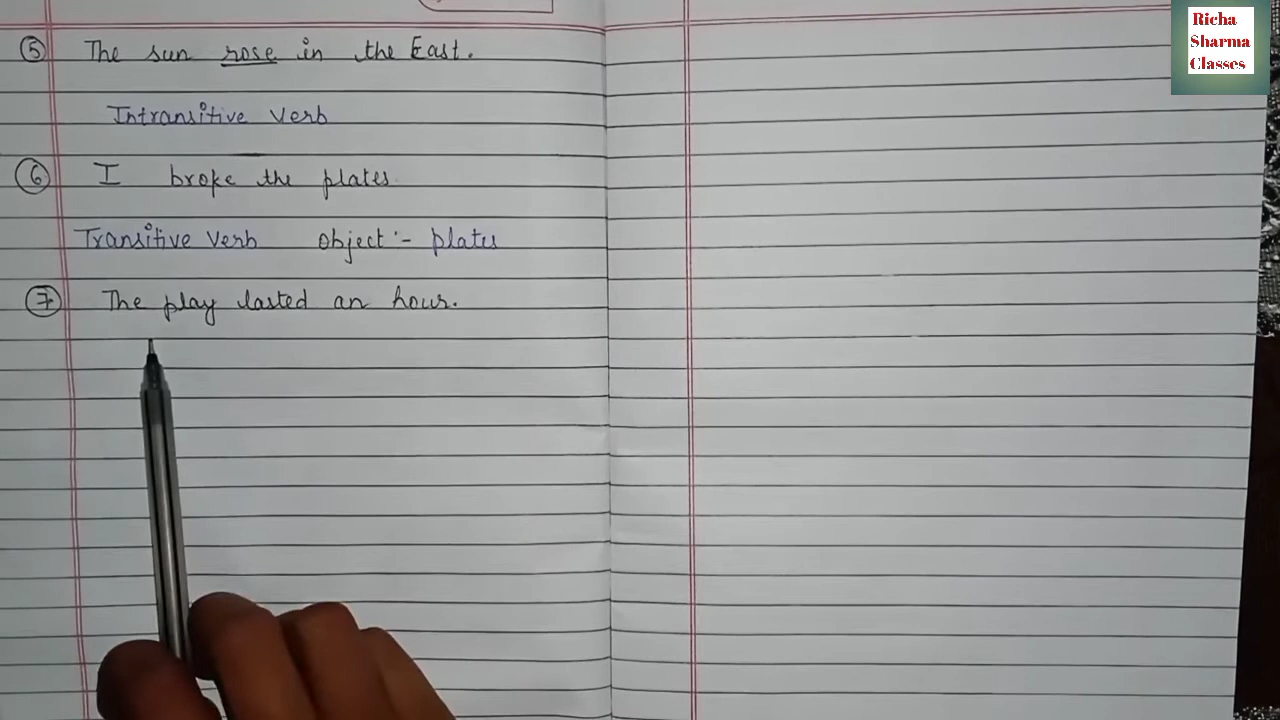 Richa
Sharma
Classes
5 The sun rose in the East.
Intransitive Verb
6 I broke the plates.
Transitive Verb object :- plates
7 The play lasted an hour.